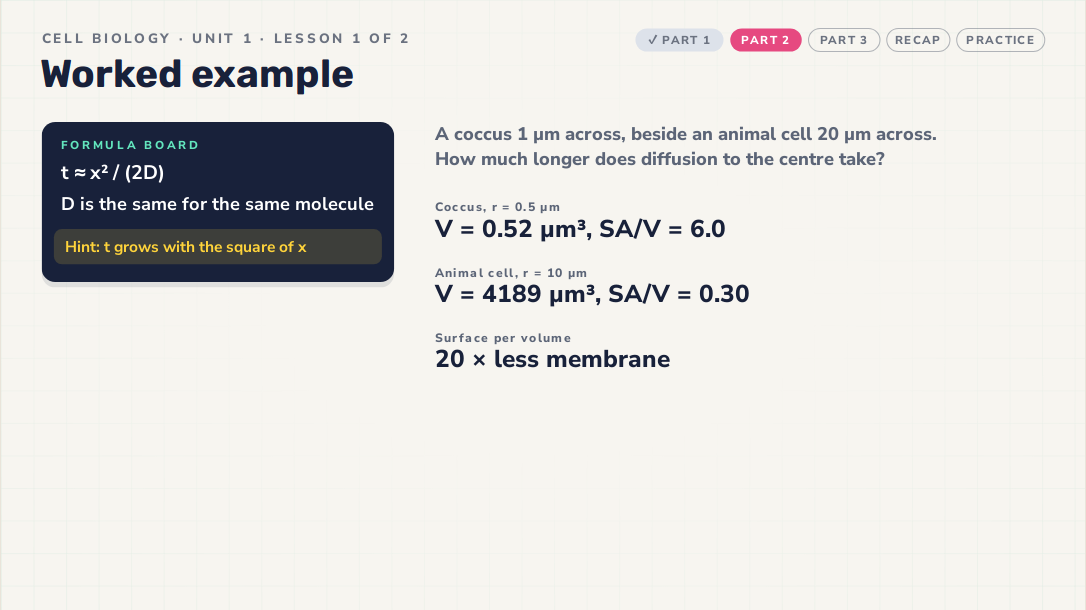 CELL BIOLOGY · UNIT 1 · LESSON 1 OF 2
✓ PART 1
PART 2
PART 3
RECAP
PRACTICE
Worked example
FORMULA BOARD
t ≈ x² / (2D)
D is the same for the same molecule
Hint: t grows with the square of x
A coccus 1 µm across, beside an animal cell 20 µm across.
How much longer does diffusion to the centre take?
Coccus, r = 0.5 µm
V = 0.52 µm³, SA/V = 6.0
Animal cell, r = 10 µm
V = 4189 µm³, SA/V = 0.30
Surface per volume
20 × less membrane